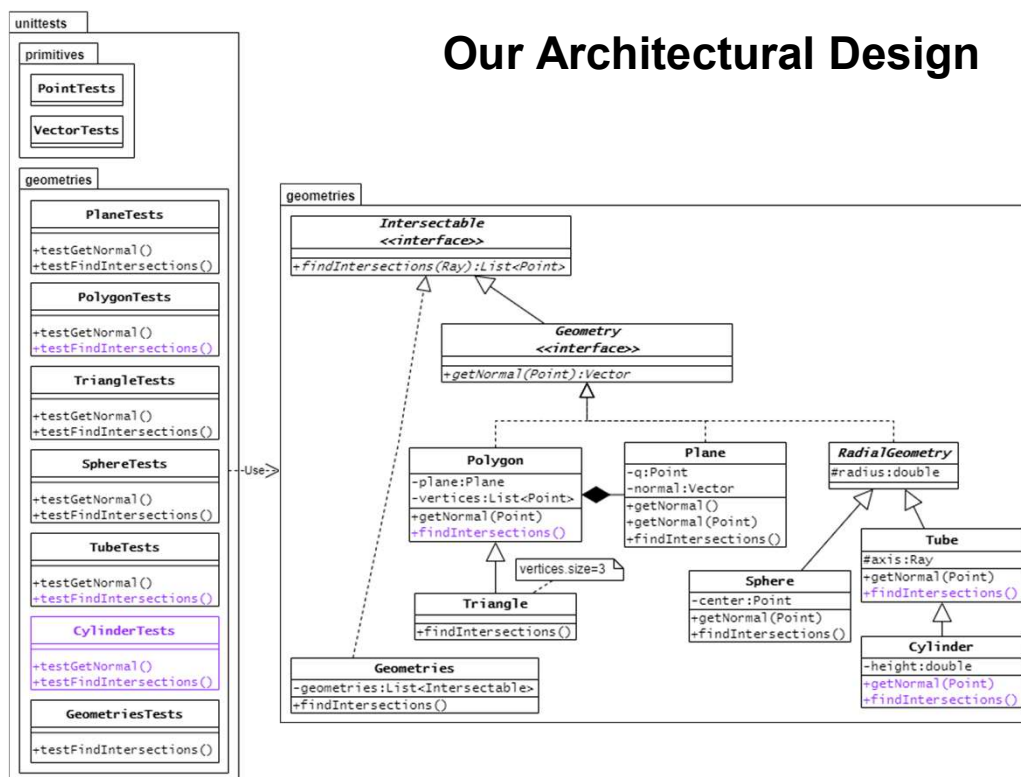 Our Architectural Design
unittests
primitives
PointTests
VectorTests
geometries
PlaneTests
+testGetNormal()
+testFindIntersections()
PolygonTests
+testGetNormal()
+testFindIntersections()
TriangleTests
+testGetNormal()
+testFindIntersections()
SphereTests
+testGetNormal()
+testFindIntersections()
TubeTests
+testGetNormal()
+testFindIntersections()
CylinderTests
+testGetNormal()
+testFindIntersections()
GeometriesTests
+testFindIntersections()
-Use->
geometries
Intersectable
<<interface>>
+findIntersections(Ray):List<Point>
Geometry
<<interface>>
+getNormal(Point):Vector
Polygon
-plane:Plane
-vertices:List<Point>
+getNormal(Point)
+findIntersections()
Plane
-q:Point
-normal:Vector
+getNormal()
+getNormal(Point)
+findIntersections()
RadialGeometry
#radius:double
vertices.size=3
Triangle
+findIntersections()
Sphere
-center:Point
+getNormal(Point)
+findIntersections()
Tube
#axis:Ray
+getNormal(Point)
+findIntersections()
Cylinder
-height:double
+getNormal(Point)
+findIntersections()
Geometries
-geometries:List<Intersectable>
+findIntersections()